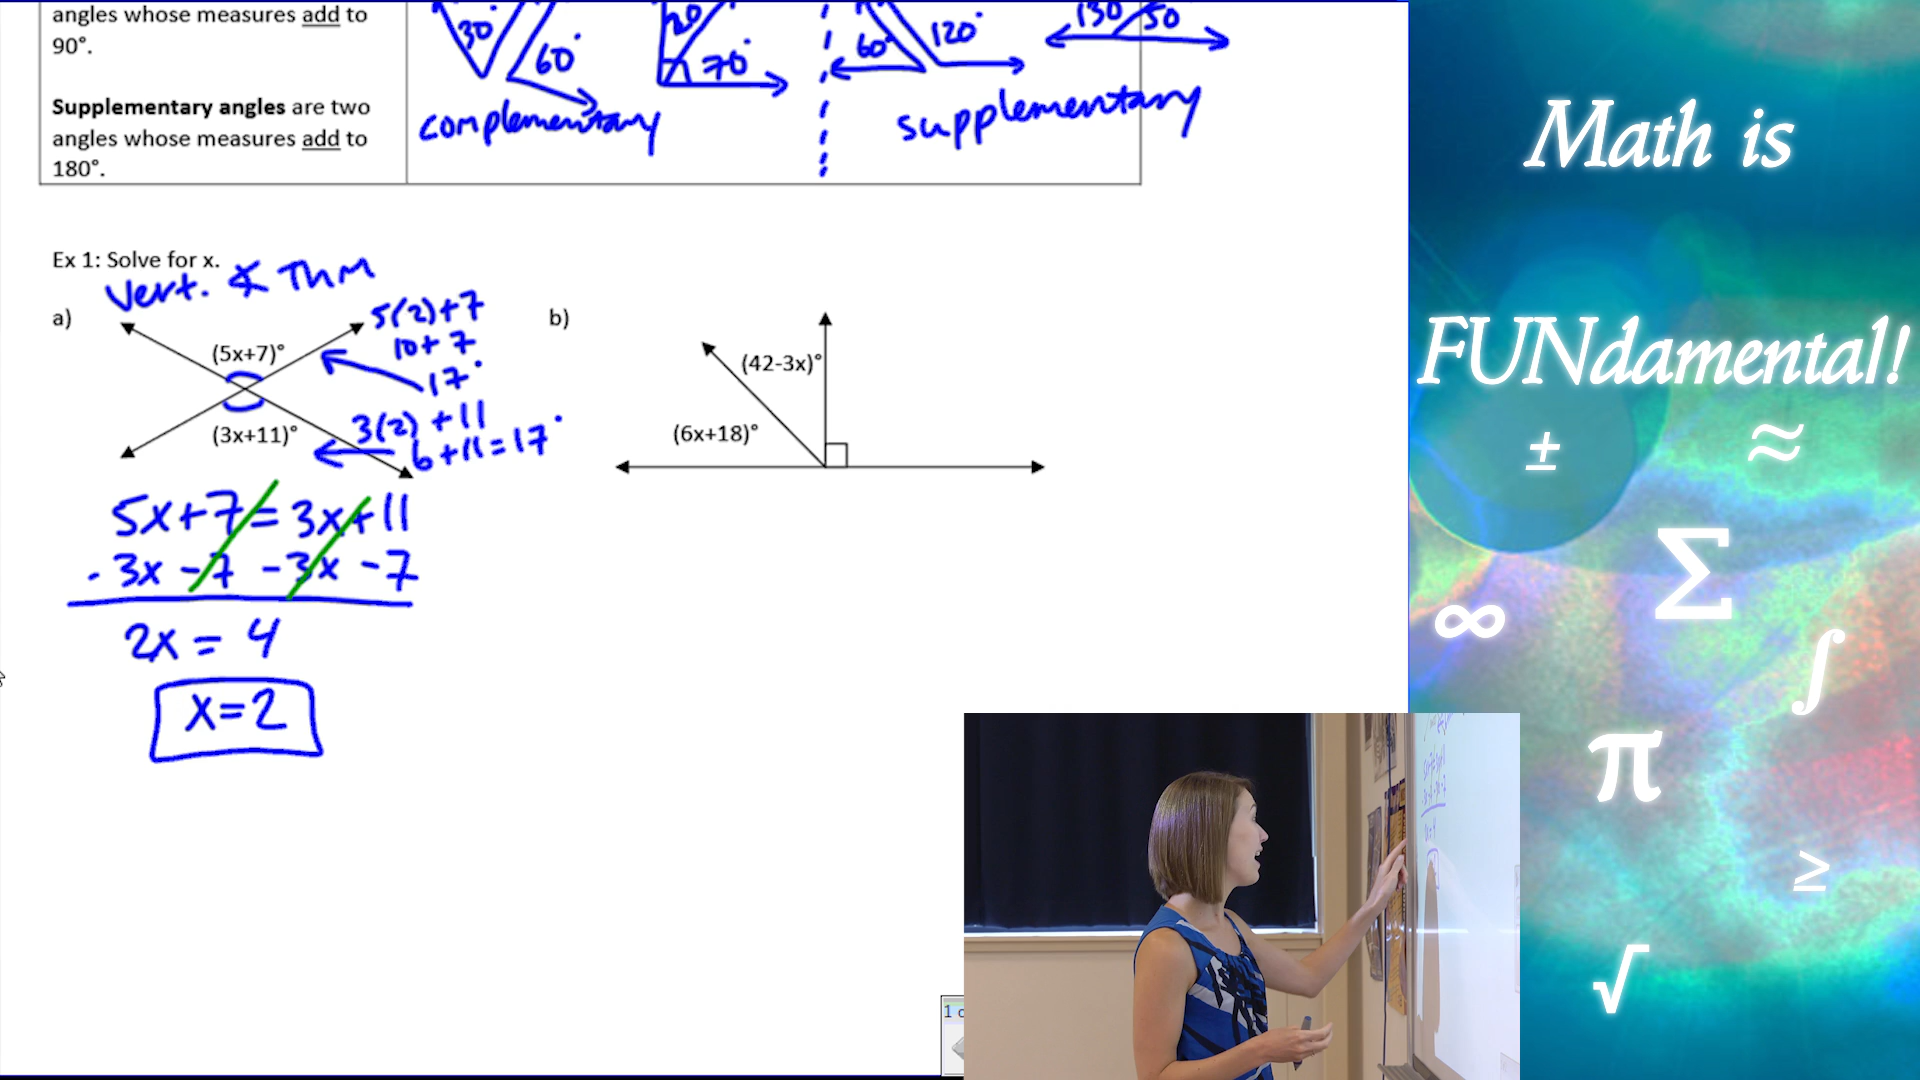 angles whose measures add to
90°.
Supplementary angles are two
angles whose measures add to
180°.
30°
60°
20
70°
complementary
60°
120°
130
50
supplementary
Ex 1: Solve for x.
Vert. ∢ Thm
a)
(5x+7)°
(3x+11)°
5(2)+7
10+7
17°
3(2)+11
6+11=17°
5x+7=3x+11
-3x-7 -3x-7
2x=4
x=2
b)
(42-3x)°
(6x+18)°
Math is
FUNdamental!
± ≈
Σ
∞
∫
π
≥
√